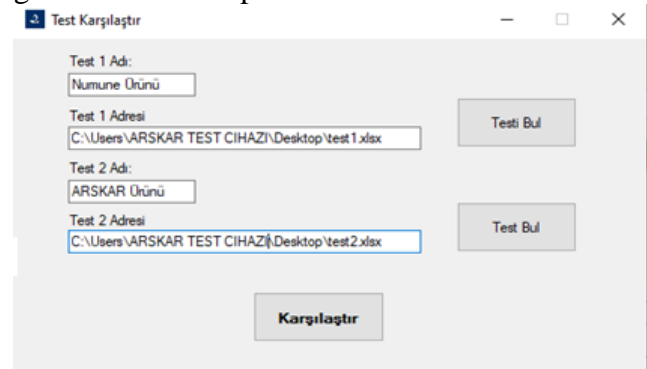 Test Karşılaştır
Test 1 Adı:
Numune Ürünü
Test 1 Adresi
C:\Users\ARSKAR TEST CIHAZI\Desktop\test1.xlsx
Testi Bul
Test 2 Adı:
ARSKAR Ürünü
Test 2 Adresi
C:\Users\ARSKAR TEST CIHAZI\Desktop\test2.xlsx
Test Bul
Karşılaştır